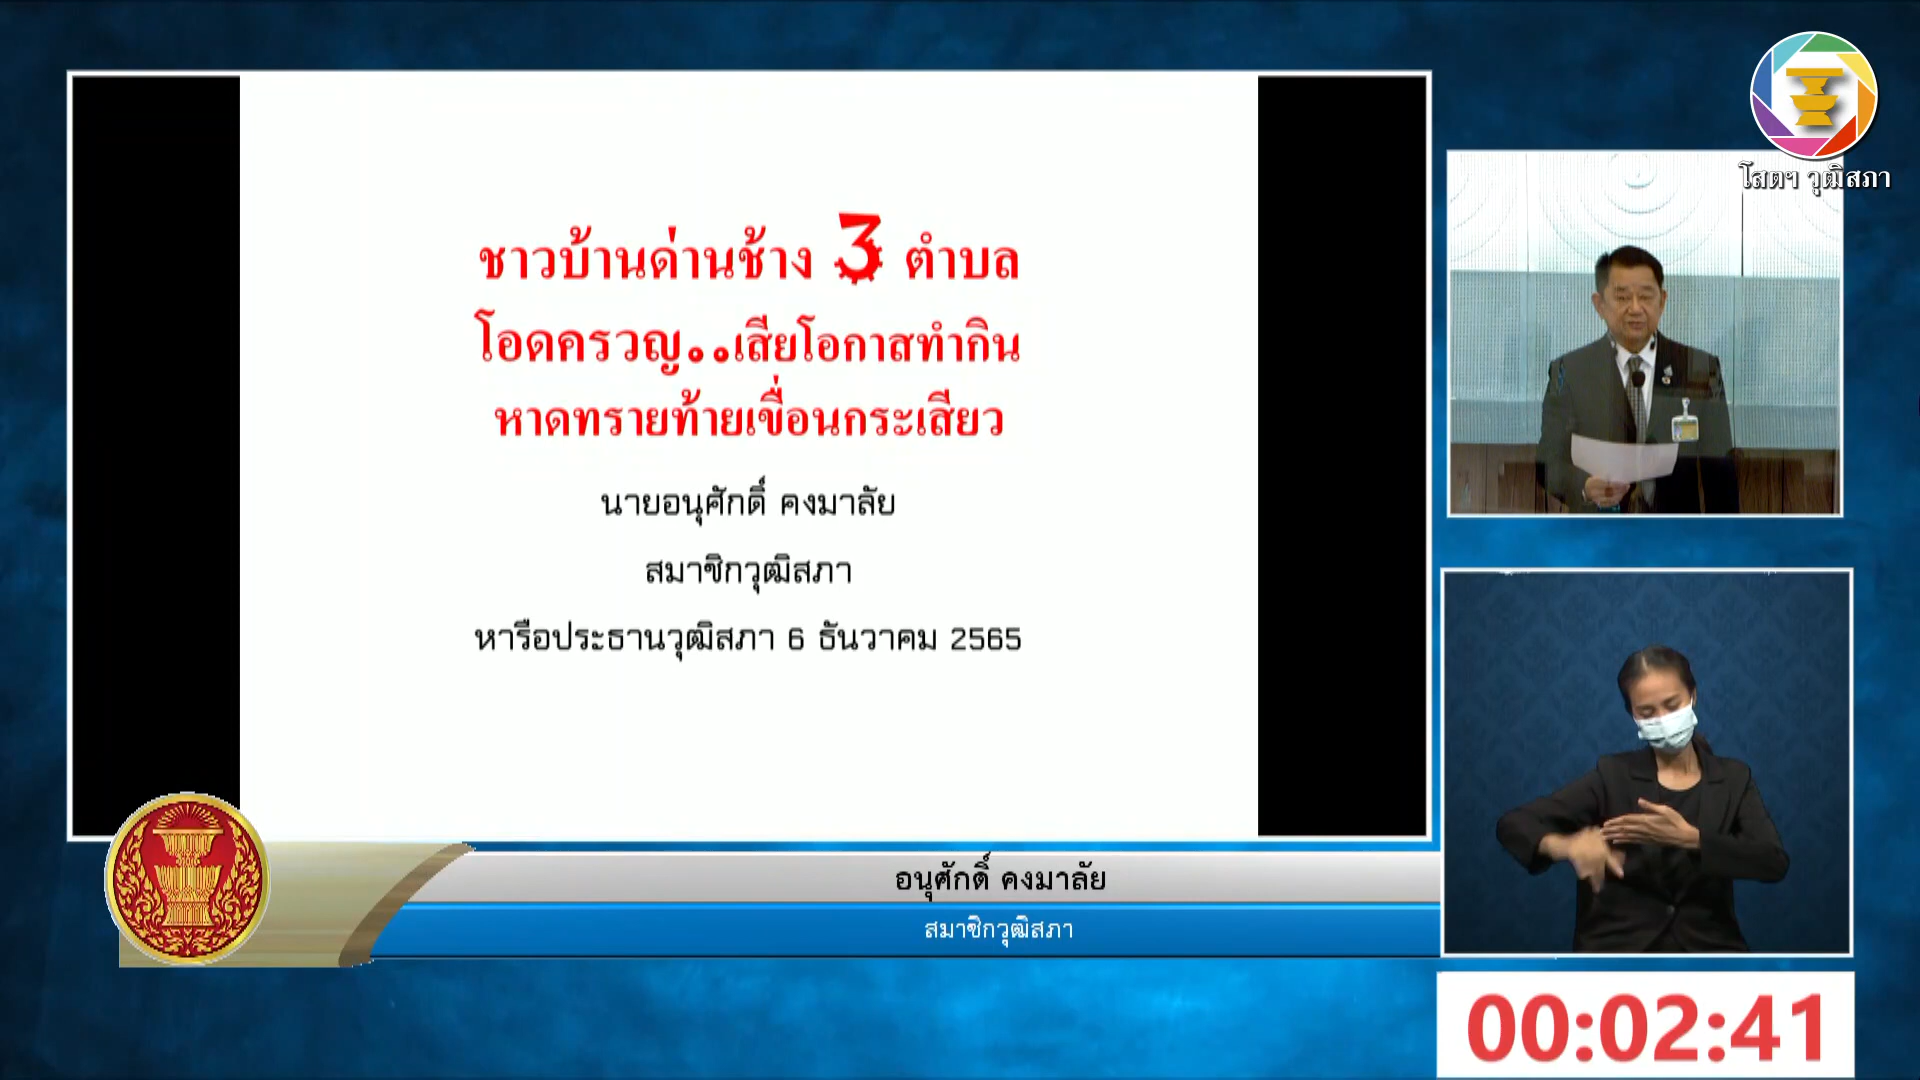 โสตฯ วุฒิสภา
ชาวบ้านด่านช้าง 3 ตำบล
โอดครวญ..เสียโอกาสทำกิน
หาดทรายท้ายเขื่อนกระเสียว
นายอนุศักดิ์ คงมาลัย
สมาชิกวุฒิสภา
หารือประธานวุฒิสภา 6 ธันวาคม 2565
อนุศักดิ์ คงมาลัย
สมาชิกวุฒิสภา
00:02:41